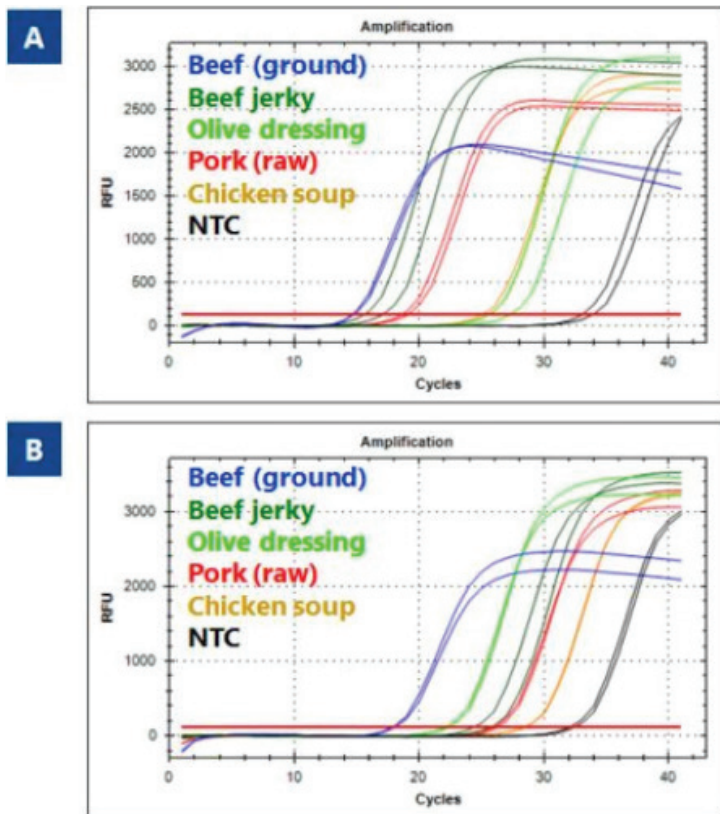 A
Amplification
Beef (ground)
Beef jerky
Olive dressing
Pork (raw)
Chicken soup
NTC
RFU
3000
2500
2000
1500
1000
500
0
0 10 20 30 40
Cycles
B
Amplification
Beef (ground)
Beef jerky
Olive dressing
Pork (raw)
Chicken soup
NTC
RFU
3000
2000
1000
0
0 10 20 30 40
Cycles